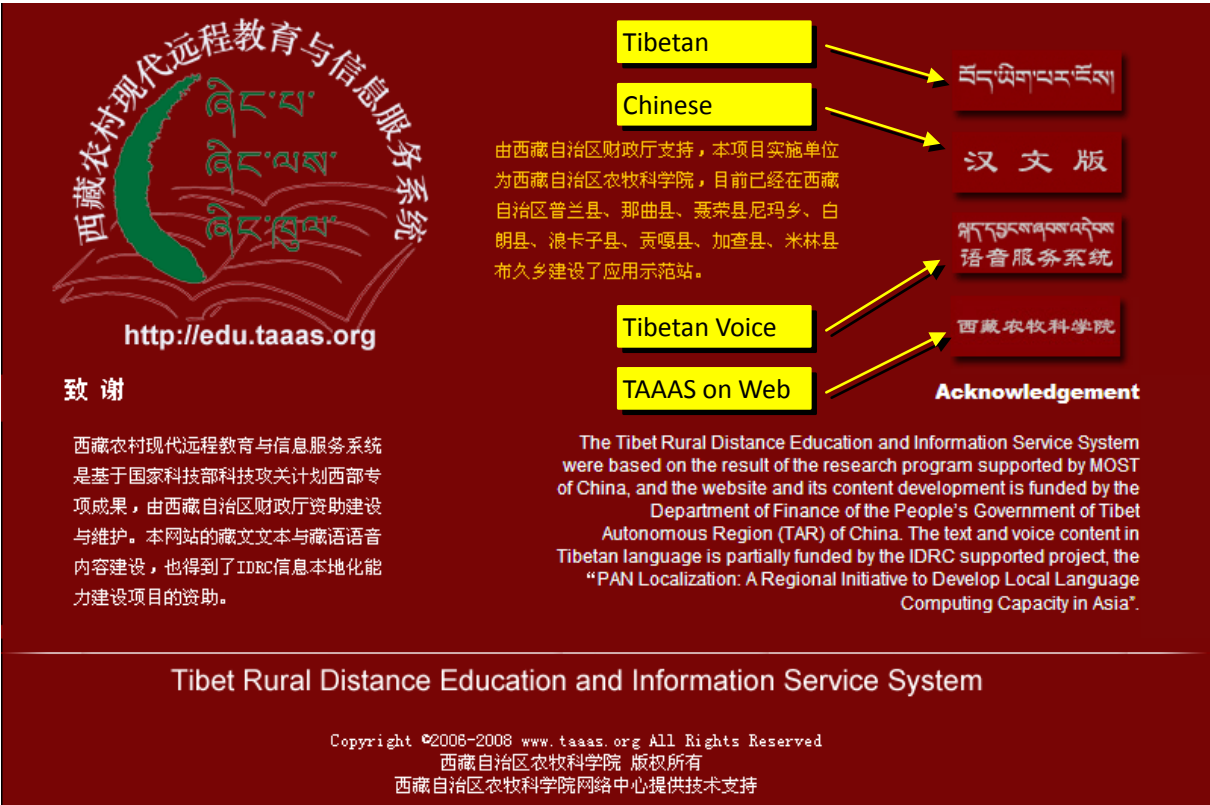 西藏农村现代远程教育与信息服务系统
ཞིང་པ་
ཞིང་ལས་
ཞིང་ཁུལ་
http://edu.taaas.org
Tibetan
Chinese
由西藏自治区财政厅支持，本项目实施单位
为西藏自治区农牧科学院，目前已经在西藏
自治区普兰县、那曲县、聂荣县尼玛乡、白
朗县、浪卡子县、贡嘎县、加查县、米林县
布久乡建设了应用示范站。
Tibetan Voice
TAAAS on Web
བོད་ཡིག་པར་ངོས།
汉文版
语音服务系统
西藏农牧科学院
致谢
西藏农村现代远程教育与信息服务系统
是基于国家科技部科技攻关计划西部专
项成果，由西藏自治区财政厅资助建设
与维护。本网站的藏文文本与藏语语音
内容建设，也得到了IDRC信息本地化能
力建设项目的资助。
Acknowledgement
The Tibet Rural Distance Education and Information Service System
were based on the result of the research program supported by MOST
of China, and the website and its content development is funded by the
Department of Finance of the People's Government of Tibet
Autonomous Region (TAR) of China. The text and voice content in
Tibetan language is partially funded by the IDRC supported project, the
“PAN Localization: A Regional Initiative to Develop Local Language
Computing Capacity in Asia”.
Tibet Rural Distance Education and Information Service System
Copyright ©2006-2008 www.taaas.org All Rights Reserved
西藏自治区农牧科学院 版权所有
西藏自治区农牧科学院网络中心提供技术支持